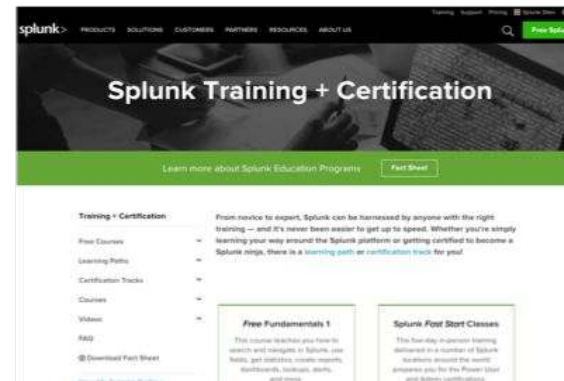 Training Support Pricing Splunk Sites
splunk> PRODUCTS SOLUTIONS CUSTOMERS PARTNERS RESOURCES ABOUT US Free Splu
Splunk Training + Certification
Learn more about Splunk Education Programs Fact Sheet
Training + Certification
Free Courses
Learning Paths
Certification Tracks
Courses
Videos
FAQ
Download Fact Sheet
From novice to expert, Splunk can be harnessed by anyone with the right
training — and it's never been easier to get up to speed. Whether you're simply
learning your way around the Splunk platform or getting certified to become a
Splunk ninja, there is a learning path or certification track for you!
Free Fundamentals 1
This course teaches you how to
search and navigate in Splunk, use
fields, get statistics, create reports,
dashboards, lookups, alerts,
and more.
Splunk Fast Start Classes
This five-day in-person training
delivered in a number of Splunk
locations around the world
prepares you for the Power User
and Admin certifications.